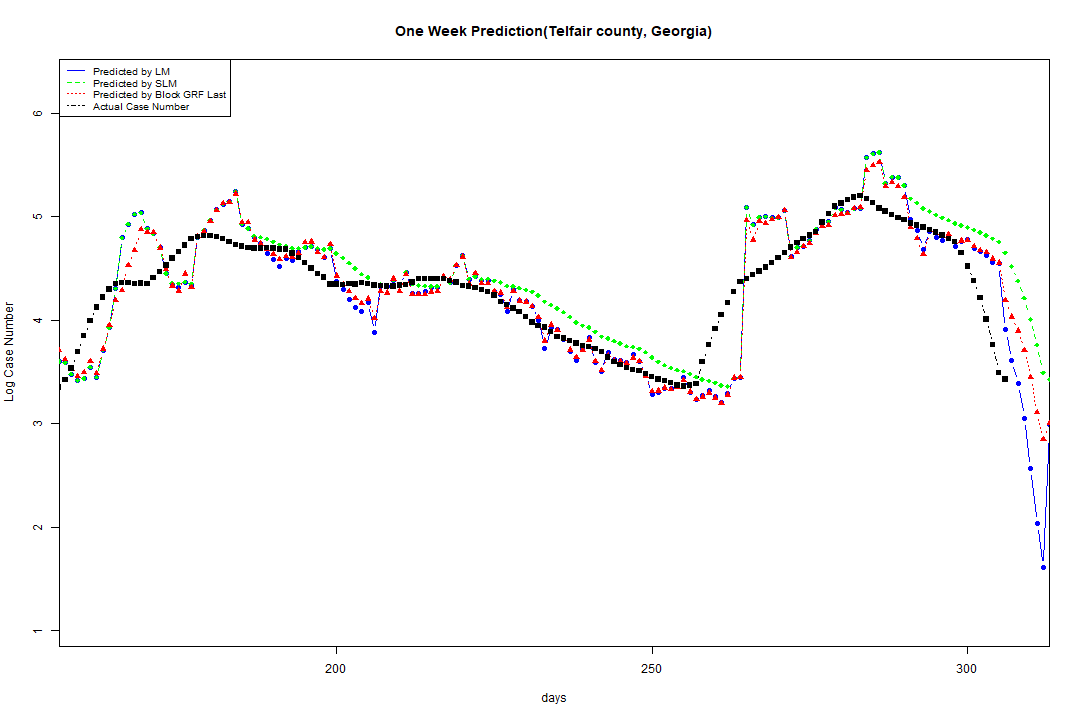 One Week Prediction(Telfair county, Georgia)
Predicted by LM
Predicted by SLM
Predicted by Block GRF Last
Actual Case Number
6
5
4
3
2
1
Log Case Number
200
250
300
days